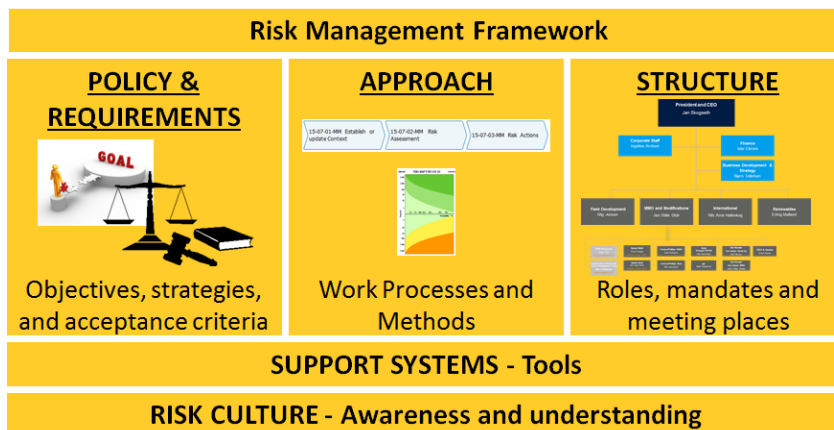 Risk Management Framework
POLICY &
REQUIREMENTS
GOAL
Objectives, strategies,
and acceptance criteria
APPROACH
15-07-01-MM Establish or
update Context
15-07-02-MM Risk
Assessment
15-07-03-MM Risk Actions
Work Processes and
Methods
STRUCTURE
President and CEO
Jan Skogseth
Corporate Staff
Finance
Business Development &
Strategy
Field Development
MMO and Modifications
International
Renewables
Roles, mandates and
meeting places
SUPPORT SYSTEMS - Tools
RISK CULTURE - Awareness and understanding